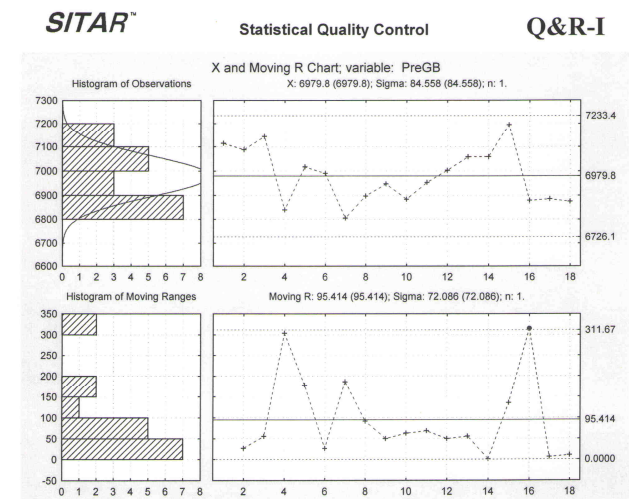 SITAR™
Statistical Quality Control
Q&R-I
X and Moving R Chart; variable: PreGB
Histogram of Observations
X: 6979.8 (6979.8); Sigma: 84.558 (84.558); n: 1.
7300
7200
7100
7000
6900
6800
6700
6600
0 1 2 3 4 5 6 7 8
7233.4
6979.8
6726.1
2 4 6 8 10 12 14 16 18
Histogram of Moving Ranges
Moving R: 95.414 (95.414); Sigma: 72.086 (72.086); n: 1.
350
300
250
200
150
100
50
0
-50
0 1 2 3 4 5 6 7 8
311.67
95.414
0.0000
2 4 6 8 10 12 14 16 18